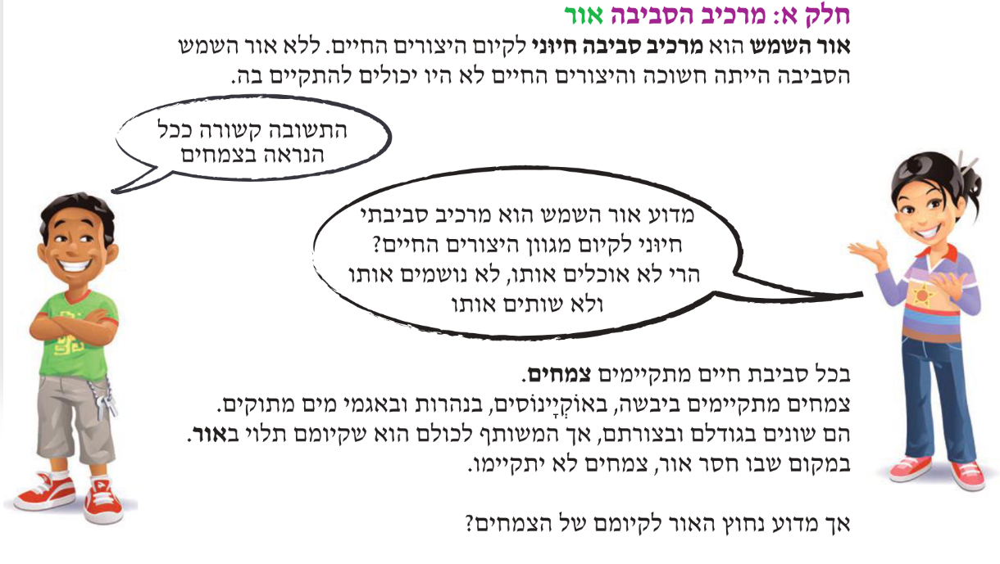 חלק א: מרכיב הסביבה אור
אור השמש הוא מרכיב סביבה חיוני לקיום היצורים החיים. ללא אור השמש
הסביבה הייתה חשוכה והיצורים החיים לא היו יכולים להתקיים בה.
התשובה קשורה ככל
הנראה בצמחים
מדוע אור השמש הוא מרכיב סביבתי
חיוני לקיום מגוון היצורים החיים?
הרי לא אוכלים אותו, לא נושמים אותו
ולא שותים אותו
בכל סביבת חיים מתקיימים צמחים.
צמחים מתקיימים ביבשה, באוֹקְיָינוֹסים, בנהרות ובאגמי מים מתוקים.
הם שונים בגודלם ובצורתם, אך המשותף לכולם הוא שקיומם תלוי באור.
במקום שבו חסר אור, צמחים לא יתקיימו.
אך מדוע נחוץ האור לקיומם של הצמחים?